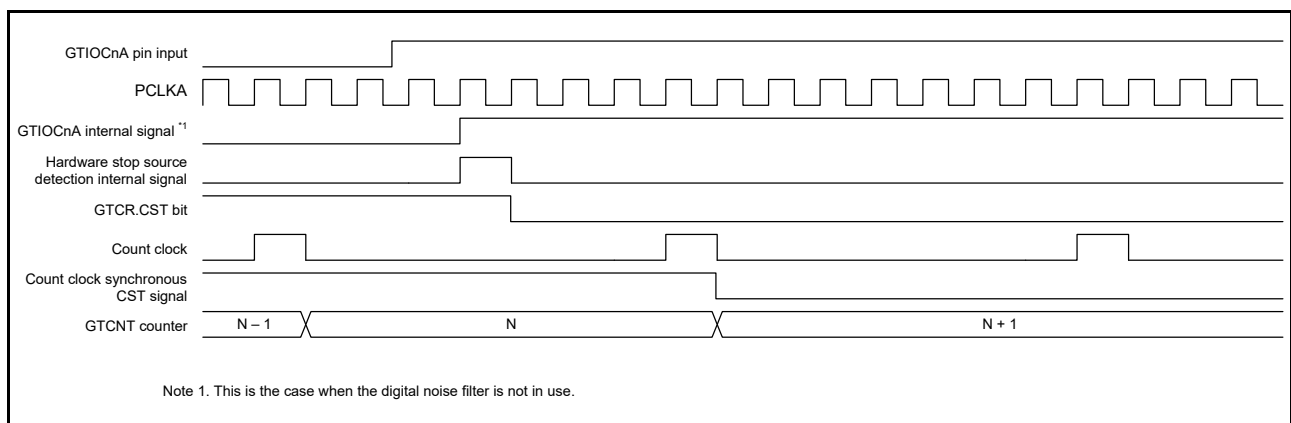 GTIOCnA pin input
PCLKA
GTIOCnA internal signal *1
Hardware stop source
detection internal signal
GTCR.CST bit
Count clock
Count clock synchronous
CST signal
GTCNT counter
N – 1
N
N + 1
Note 1. This is the case when the digital noise filter is not in use.